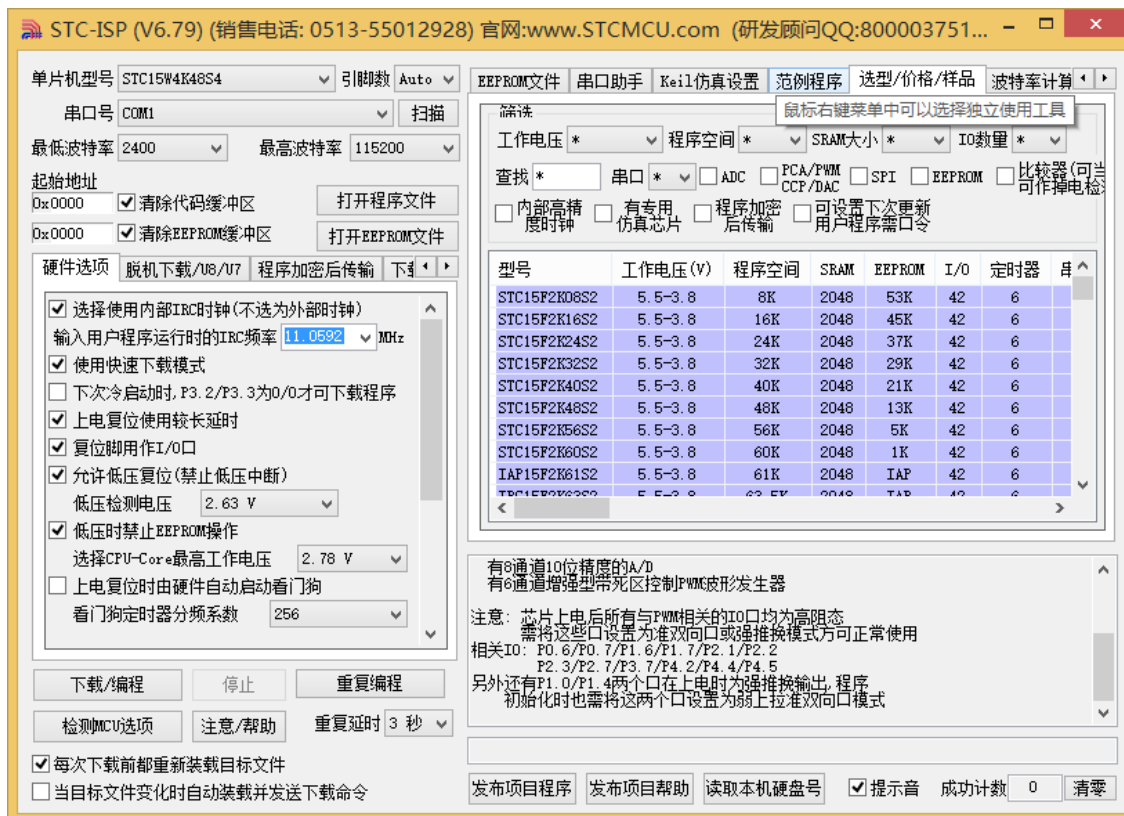 STC-ISP (V6.79) (销售电话: 0513-55012928) 官网:www.STCMCU.com (研发顾问QQ:800003751...
单片机型号 STC15W4K48S4 引脚数 Auto
串口号 COM1 扫描
最低波特率 2400 最高波特率 115200
起始地址
0x0000 清除代码缓冲区 打开程序文件
0x0000 清除EEPROM缓冲区 打开EEPROM文件
硬件选项 脱机下载/U8/U7 程序加密后传输
选择使用内部IRC时钟(不选为外部时钟)
输入用户程序运行时的IRC频率 11.0592 MHz
使用快速下载模式
下次冷启动时,P3.2/P3.3为0/0才可下载程序
上电复位使用较长延时
复位脚用作I/O口
允许低压复位(禁止低压中断)
低压检测电压 2.63 V
低压时禁止EEPROM操作
选择CPU-Core最高工作电压 2.78 V
上电复位时由硬件自动启动看门狗
看门狗定时器分频系数 256
下载/编程 停止 重复编程
检测MCU选项 注意/帮助 重复延时 3 秒
每次下载前都重新装载目标文件
当目标文件变化时自动装载并发送下载命令
EEPROM文件 串口助手 Keil仿真设置 范例程序 选型/价格/样品 波特率计算
鼠标右键菜单中可以选择独立使用工具
筛选
工作电压 * 程序空间 * SRAM大小 * IO数量 *
查找 * 串口 * ADC PCA/PWM CCP/DAC SPI EEPROM 比较器(可当 可作掉电检
内部高精度时钟 有专用仿真芯片 程序加密后传输 可设置下次更新用户程序需口令
型号 工作电压(V) 程序空间 SRAM EEPROM I/O 定时器 串
STC15F2K08S2 5.5-3.8 8K 2048 53K 42 6
STC15F2K16S2 5.5-3.8 16K 2048 45K 42 6
STC15F2K24S2 5.5-3.8 24K 2048 37K 42 6
STC15F2K32S2 5.5-3.8 32K 2048 29K 42 6
STC15F2K40S2 5.5-3.8 40K 2048 21K 42 6
STC15F2K48S2 5.5-3.8 48K 2048 13K 42 6
STC15F2K56S2 5.5-3.8 56K 2048 5K 42 6
STC15F2K60S2 5.5-3.8 60K 2048 1K 42 6
IAP15F2K61S2 5.5-3.8 61K 2048 IAP 42 6
有8通道10位精度的A/D
有6通道增强型带死区控制PWM波形发生器
注意: 芯片上电后所有与PWM相关的IO口均为高阻态
需将这些口设置为准双向口或强推挽模式方可正常使用
相关IO: P0.6/P0.7/P1.6/P1.7/P2.1/P2.2
P2.3/P2.7/P3.7/P4.2/P4.4/P4.5
另外还有P1.0/P1.4两个口在上电时为强推挽输出,程序
初始化时也需将这两个口设置为弱上拉准双向口模式
发布项目程序 发布项目帮助 读取本机硬盘号 提示音 成功计数 0 清零